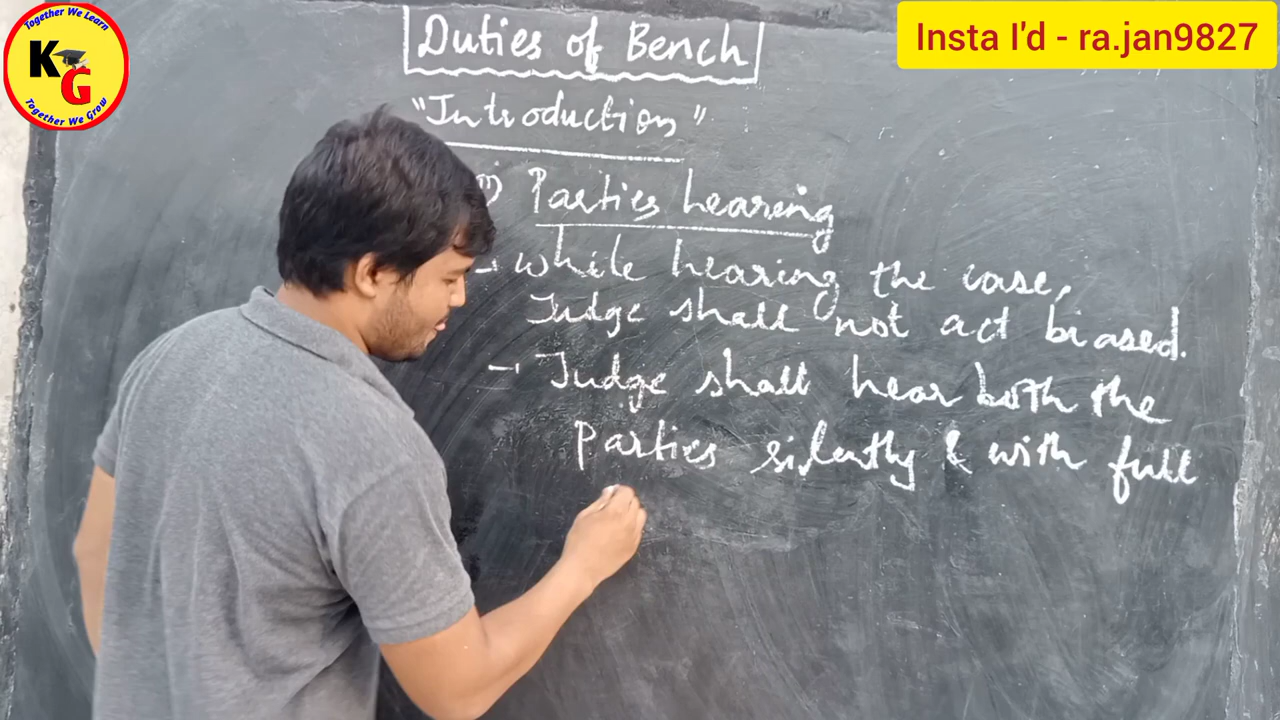 Together We Learn
KG
Together We Grow
Insta I'd - ra.jan9827
Duties of Bench
"Introduction"
Parties hearing
- while hearing the case,
Judge shall not act biased.
- Judge shall hear both the
Parties silently & with full